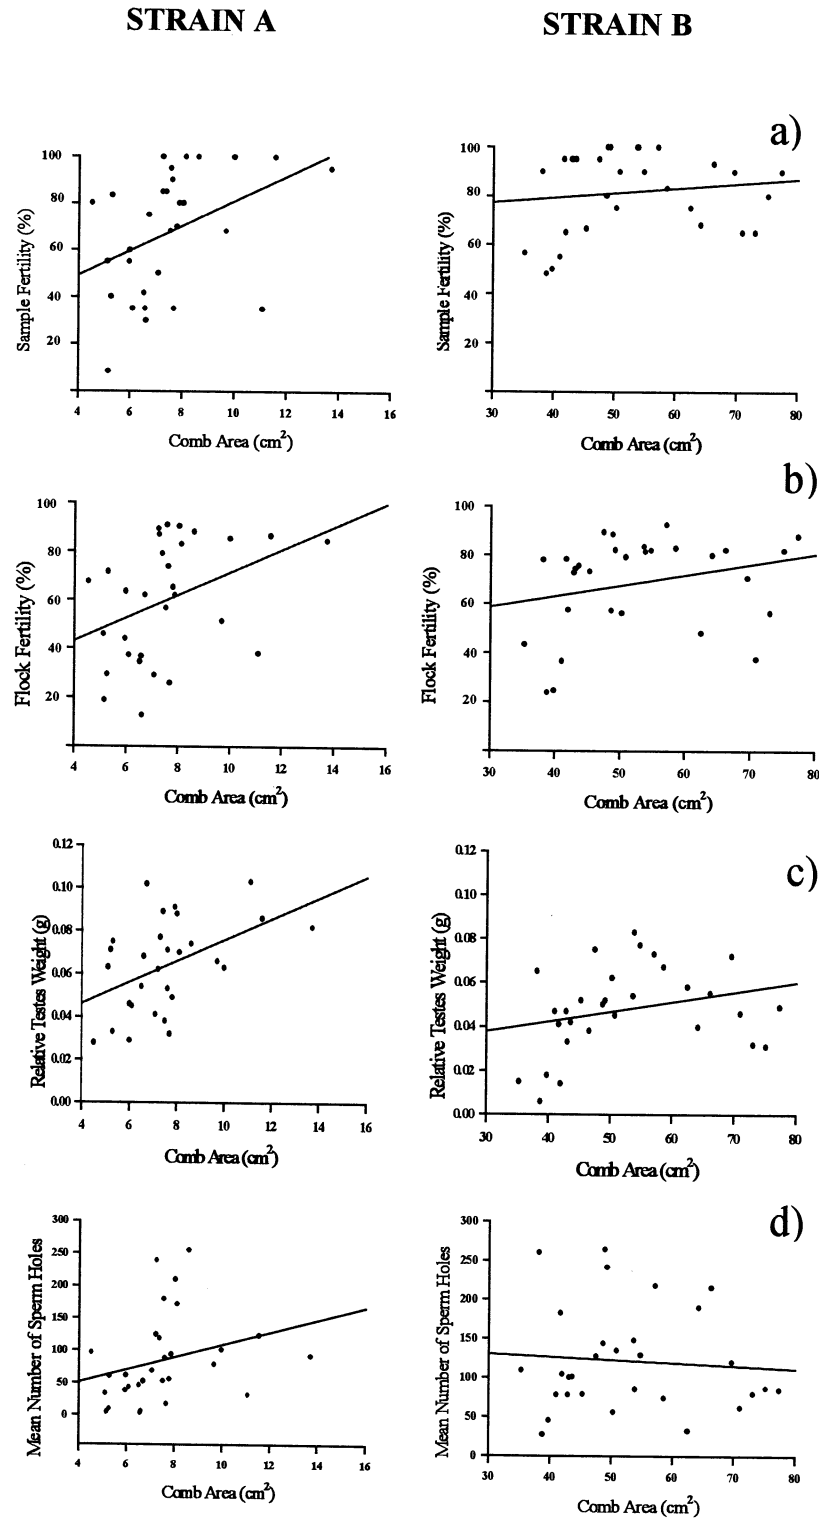 STRAIN A
STRAIN B
a)
100
80
60
40
20
Sample Fertility (%)
4 6 8 10 12 14 16
Comb Area (cm²)
100
80
60
40
20
Sample Fertility (%)
30 40 50 60 70 80
Comb Area (cm²)
b)
100
80
60
40
20
Flock Fertility (%)
4 6 8 10 12 14 16
Comb Area (cm²)
100
80
60
40
20
Flock Fertility (%)
30 40 50 60 70 80
Comb Area (cm²)
c)
0.12
0.10
0.08
0.06
0.04
0.02
0.00
Relative Testes Weight (g)
4 6 8 10 12 14 16
Comb Area (cm²)
0.12
0.10
0.08
0.06
0.04
0.02
0.00
Relative Testes Weight (g)
30 40 50 60 70 80
Comb Area (cm²)
d)
300
250
200
150
100
50
0
Mean Number of Sperm Holes
4 6 8 10 12 14 16
Comb Area (cm²)
300
250
200
150
100
50
0
Mean Number of Sperm Holes
30 40 50 60 70 80
Comb Area (cm²)